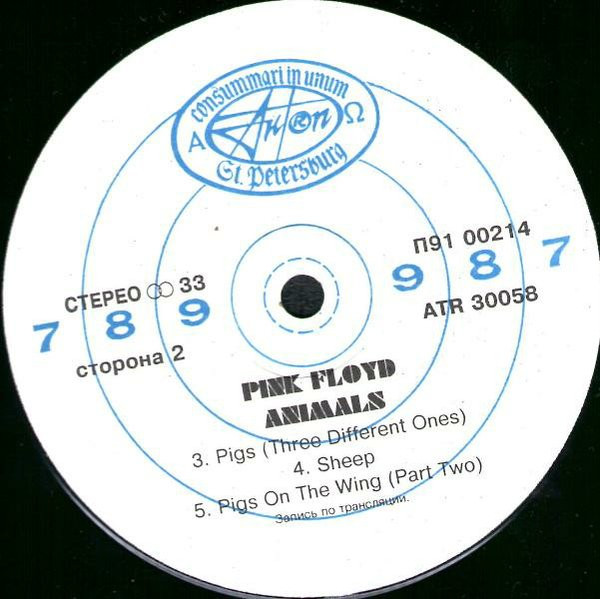 consummari in unum
Α AnTon Ω
St. Petersburg
СТЕРЕО 33
П91 00214
7 8 9
9 8 7
сторона 2
ATR 30058
PINK FLOYD
ANIMALS
3. Pigs (Three Different Ones)
4. Sheep
5. Pigs On The Wing (Part Two)
Запись по трансляции.